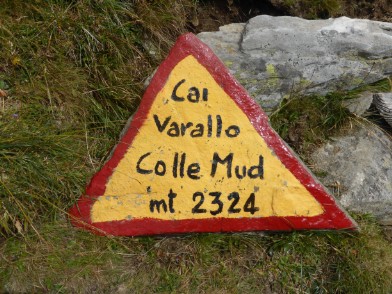 Cai
Varallo
Colle Mud
mt 2324